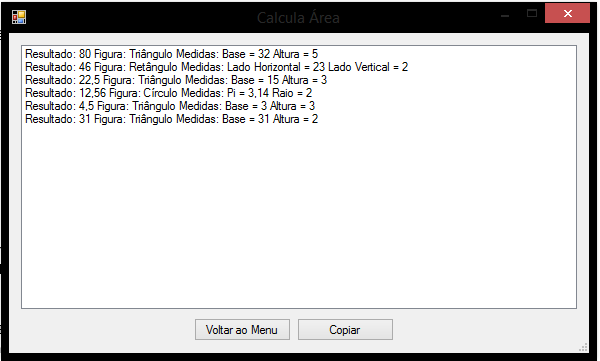 Calcula Área
Resultado: 80 Figura: Triângulo Medidas: Base = 32 Altura = 5
Resultado: 46 Figura: Retângulo Medidas: Lado Horizontal = 23 Lado Vertical = 2
Resultado: 22,5 Figura: Triângulo Medidas: Base = 15 Altura = 3
Resultado: 12,56 Figura: Círculo Medidas: Pi = 3,14 Raio = 2
Resultado: 4,5 Figura: Triângulo Medidas: Base = 3 Altura = 3
Resultado: 31 Figura: Triângulo Medidas: Base = 31 Altura = 2
Voltar ao Menu
Copiar